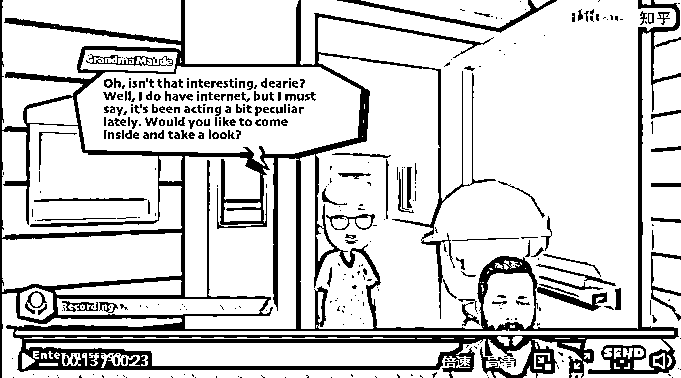 知乎
Grandma Maude
Oh, isn't that interesting, dearie?
Well, I do have internet, but I must
say, it's been acting a bit peculiar
lately. Would you like to come
inside and take a look?
Recording
Enter message
00:13 / 00:23
倍速
高清
SEND